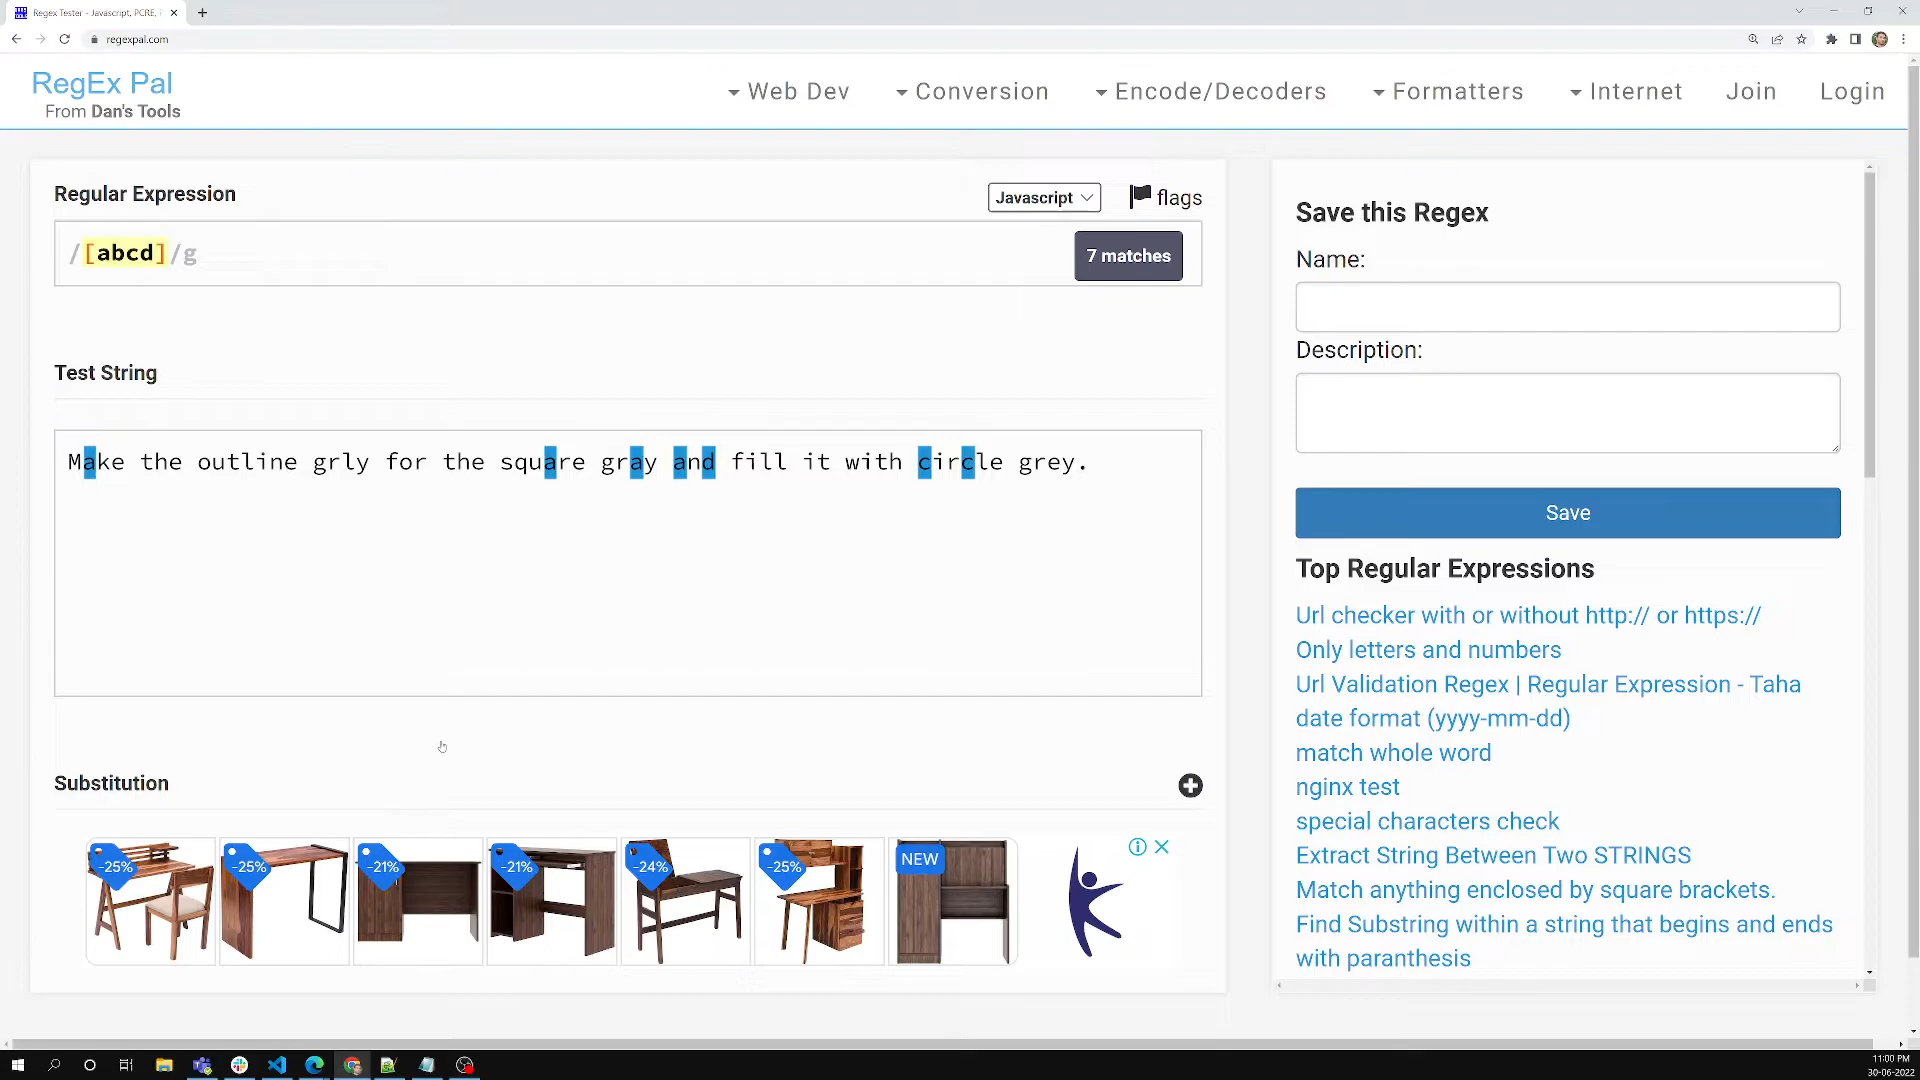 Regex Tester - Javascript, PCRE, P
regexpal.com
RegEx Pal
From Dan's Tools
Web Dev
Conversion
Encode/Decoders
Formatters
Internet
Join
Login
Regular Expression
Javascript
flags
/[abcd]/g
7 matches
Test String
Make the outline grly for the square gray and fill it with circle grey.
Substitution
-25%
-25%
-21%
-21%
-24%
-25%
NEW
Save this Regex
Name:
Description:
Save
Top Regular Expressions
Url checker with or without http:// or https://
Only letters and numbers
Url Validation Regex | Regular Expression - Taha
date format (yyyy-mm-dd)
match whole word
nginx test
special characters check
Extract String Between Two STRINGS
Match anything enclosed by square brackets.
Find Substring within a string that begins and ends
with paranthesis
11:00 PM
30-06-2022